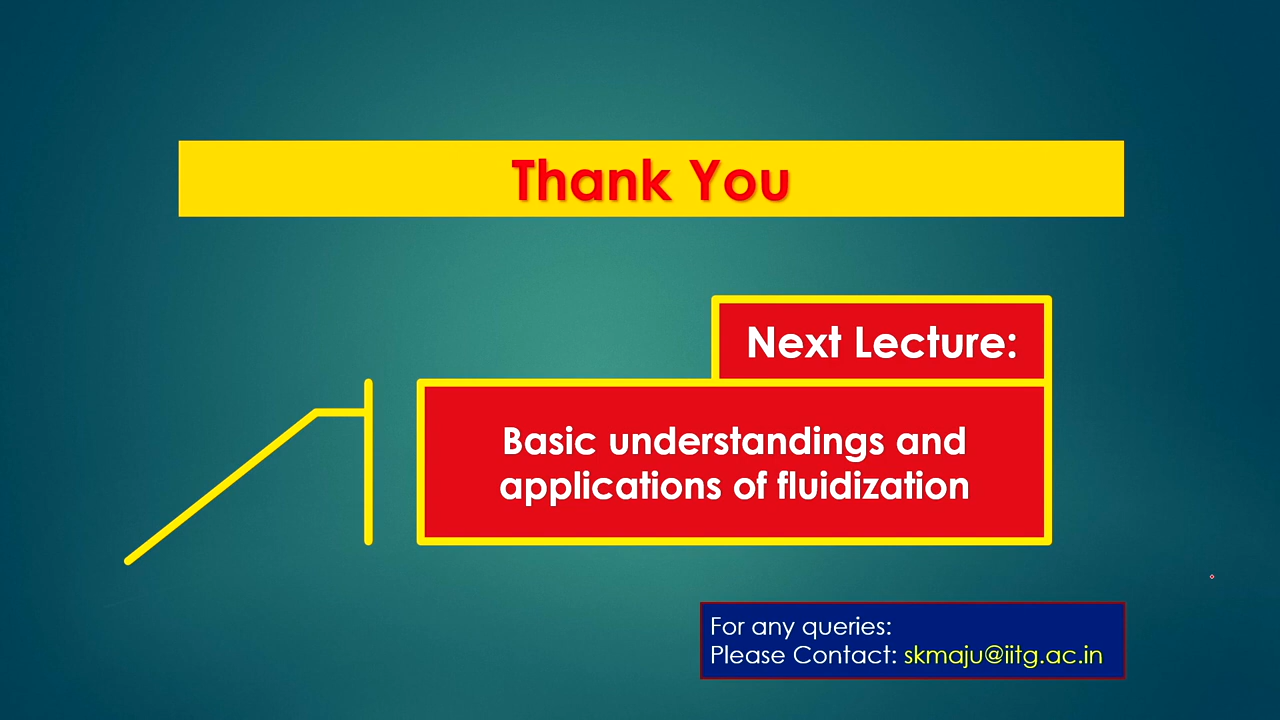 Thank You
Next Lecture:
Basic understandings and
applications of fluidization
For any queries:
Please Contact: skmaju@iitg.ac.in